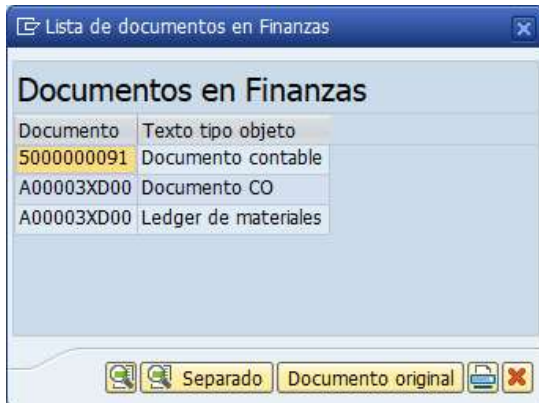 Lista de documentos en Finanzas
Documentos en Finanzas
Documento Texto tipo objeto
5000000091 Documento contable
A00003XD00 Documento CO
A00003XD00 Ledger de materiales
Separado Documento original